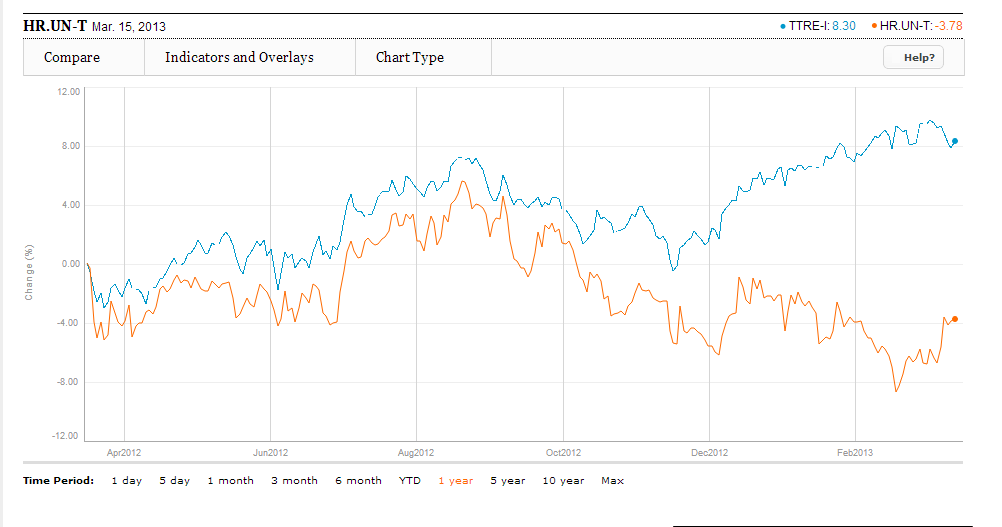 HR.UN-T Mar. 15, 2013 TTRE-I: 8.30 HR.UN-T: -3.78
Compare Indicators and Overlays Chart Type Help?
12.00
8.00
4.00
0.00
-4.00
-8.00
-12.00
Change (%)
Apr2012 Jun2012 Aug2012 Oct2012 Dec2012 Feb2013
Time Period: 1 day 5 day 1 month 3 month 6 month YTD 1 year 5 year 10 year Max